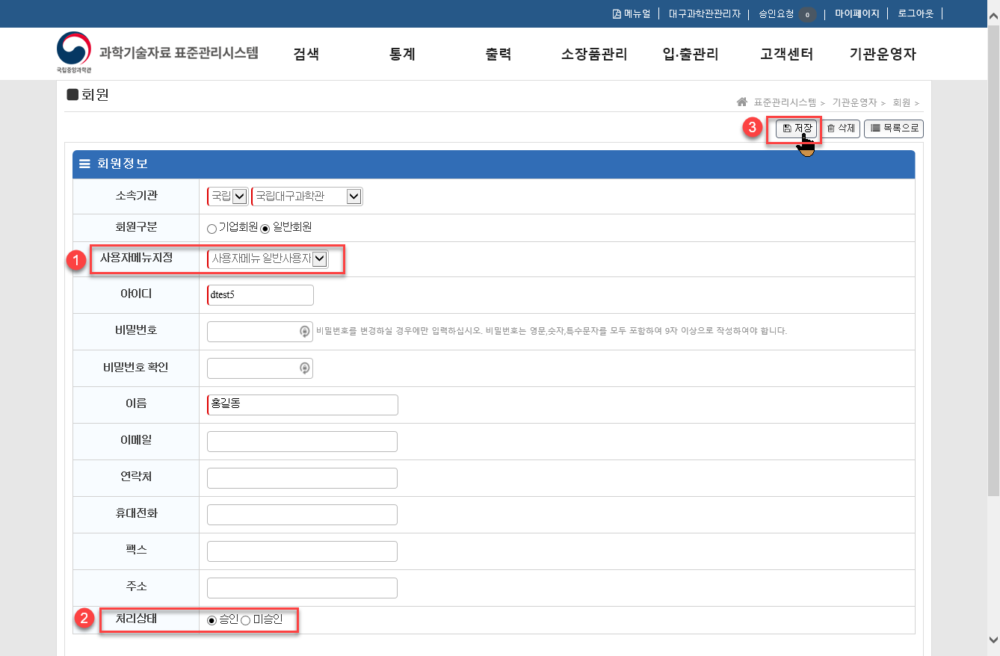 메뉴얼 대구과학관관리자 승인요청 0 마이페이지 로그아웃
국립중앙과학관
과학기술자료 표준관리시스템 검색 통계 출력 소장품관리 입·출관리 고객센터 기관운영자
회원
표준관리시스템 > 기관운영자 > 회원 >
3 저장 삭제 목록으로
회원정보
소속기관 국립 국립대구과학관
회원구분 기업회원 일반회원
1 사용자메뉴지정 사용자메뉴 일반사용자
아이디 dtest5
비밀번호 비밀번호를 변경하실 경우에만 입력하십시오. 비밀번호는 영문,숫자,특수문자를 모두 포함하여 9자 이상으로 작성하여야 합니다.
비밀번호 확인
이름 홍길동
이메일
연락처
휴대전화
팩스
주소
2 처리상태 승인 미승인